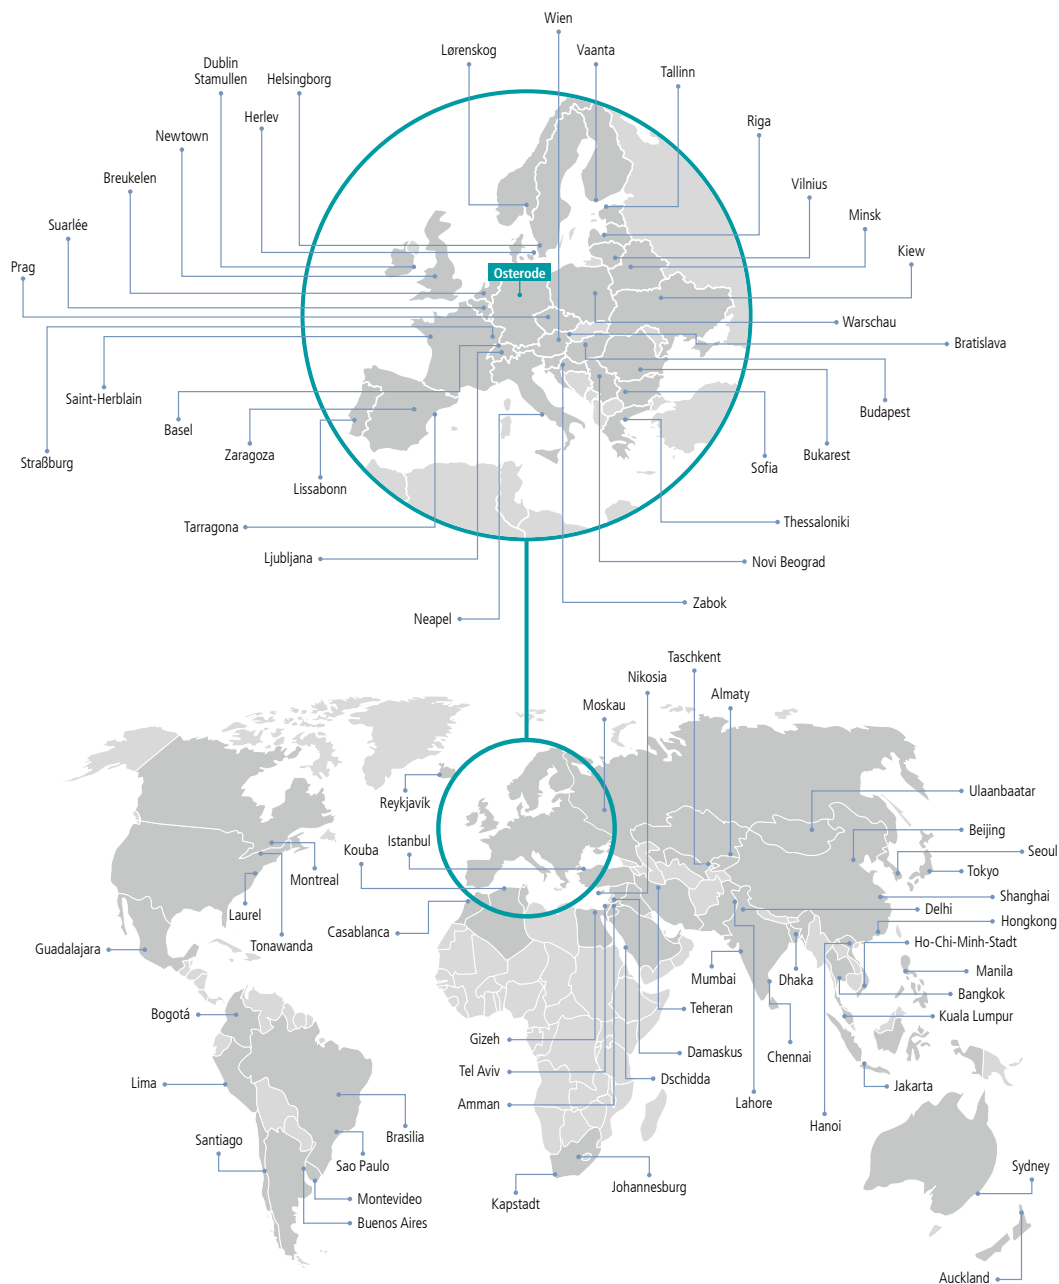 Wien
Lørenskog
Vaanta
Dublin
Stamullen
Helsingborg
Tallinn
Herlev
Newtown
Riga
Breukelen
Vilnius
Suarlée
Minsk
Prag
Kiew
Osterode
Warschau
Bratislava
Saint-Herblain
Basel
Budapest
Straßburg
Zaragoza
Bukarest
Sofia
Lissabonn
Tarragona
Thessaloniki
Ljubljana
Novi Beograd
Zabok
Neapel
Taschkent
Nikosia
Almaty
Moskau
Reykjavík
Ulaanbaatar
Istanbul
Beijing
Kouba
Seoul
Montreal
Tokyo
Laurel
Shanghai
Delhi
Tonawanda
Casablanca
Hongkong
Guadalajara
Ho-Chi-Minh-Stadt
Mumbai
Dhaka
Manila
Bangkok
Bogotá
Teheran
Kuala Lumpur
Gizeh
Damaskus
Chennai
Tel Aviv
Dschidda
Lima
Jakarta
Amman
Lahore
Hanoi
Santiago
Brasilia
Sao Paulo
Sydney
Johannesburg
Montevideo
Kapstadt
Buenos Aires
Auckland